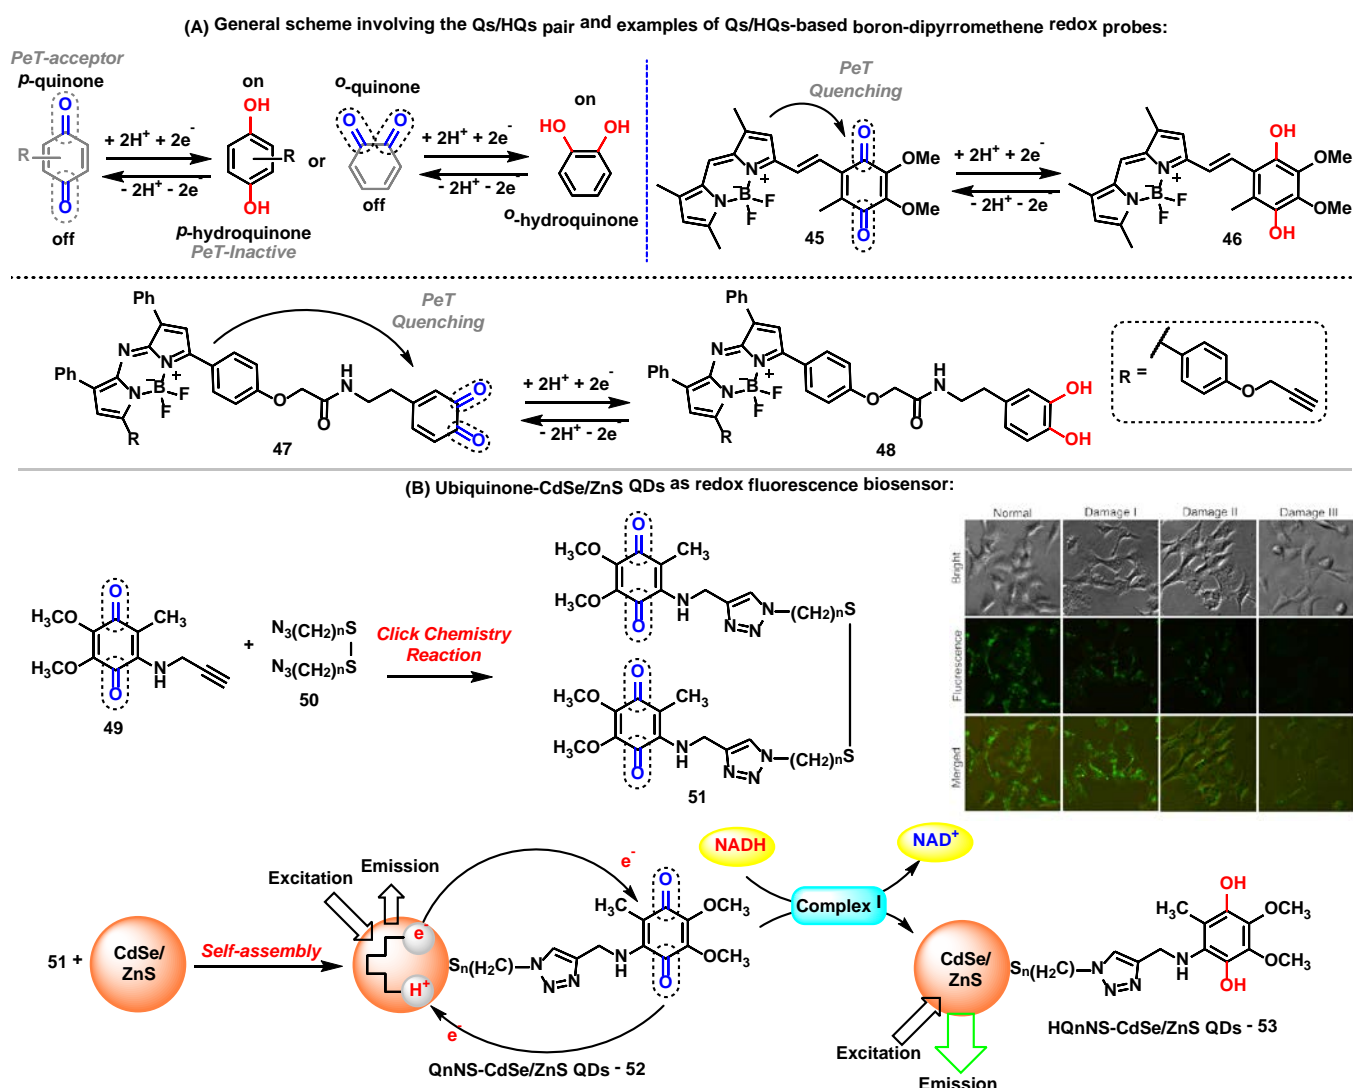 (A) General scheme involving the Qs/HQs pair and examples of Qs/HQs-based boron-dipyrromethene redox probes:
PeT-acceptor
p-quinone
O
R
O
off
+ 2H+ + 2e-
- 2H+ - 2e-
on
OH
R
OH
p-hydroquinone
PeT-Inactive
or
o-quinone
O O
off
+ 2H+ + 2e-
- 2H+ - 2e-
on
HO OH
o-hydroquinone
PeT
Quenching
O
OMe
OMe
O
N N
B
F
F
− +
45
+ 2H+ + 2e-
- 2H+ - 2e-
OH
OMe
OMe
OH
N N
B
F
F
− +
46
Ph
PeT
Quenching
N
Ph
N N
B
F F
− +
R
O
O
H
N
O
O
47
+ 2H+ + 2e-
- 2H+ - 2e-
Ph
N
Ph
N N
B
F F
− +
R
O
O
H
N
OH
OH
48
R =
O
(B) Ubiquinone-CdSe/ZnS QDs as redox fluorescence biosensor:
O
H3CO CH3
H3CO N
H
O
49
+
N3(CH2)nS
N3(CH2)nS
50
Click Chemistry
Reaction
O
H3CO CH3
H3CO N
H
O
N
N=N
(CH2)nS
O
H3CO CH3
H3CO N
H
O
N
N=N
(CH2)nS
51
Normal Damage I Damage II Damage III
Bright
Fluorescence
Merged
51 +
CdSe/
ZnS
Self-assembly
Excitation
Emission
e-
H+
e-
e-
Sn(H2C)
N
N=N
N
H
H3C
O
OCH3
OCH3
O
QnNS-CdSe/ZnS QDs - 52
NADH
NAD+
Complex I
CdSe/
ZnS
Excitation
Emission
Sn(H2C)
N
N=N
N
H
H3C
OH
OCH3
OCH3
OH
HQnNS-CdSe/ZnS QDs - 53